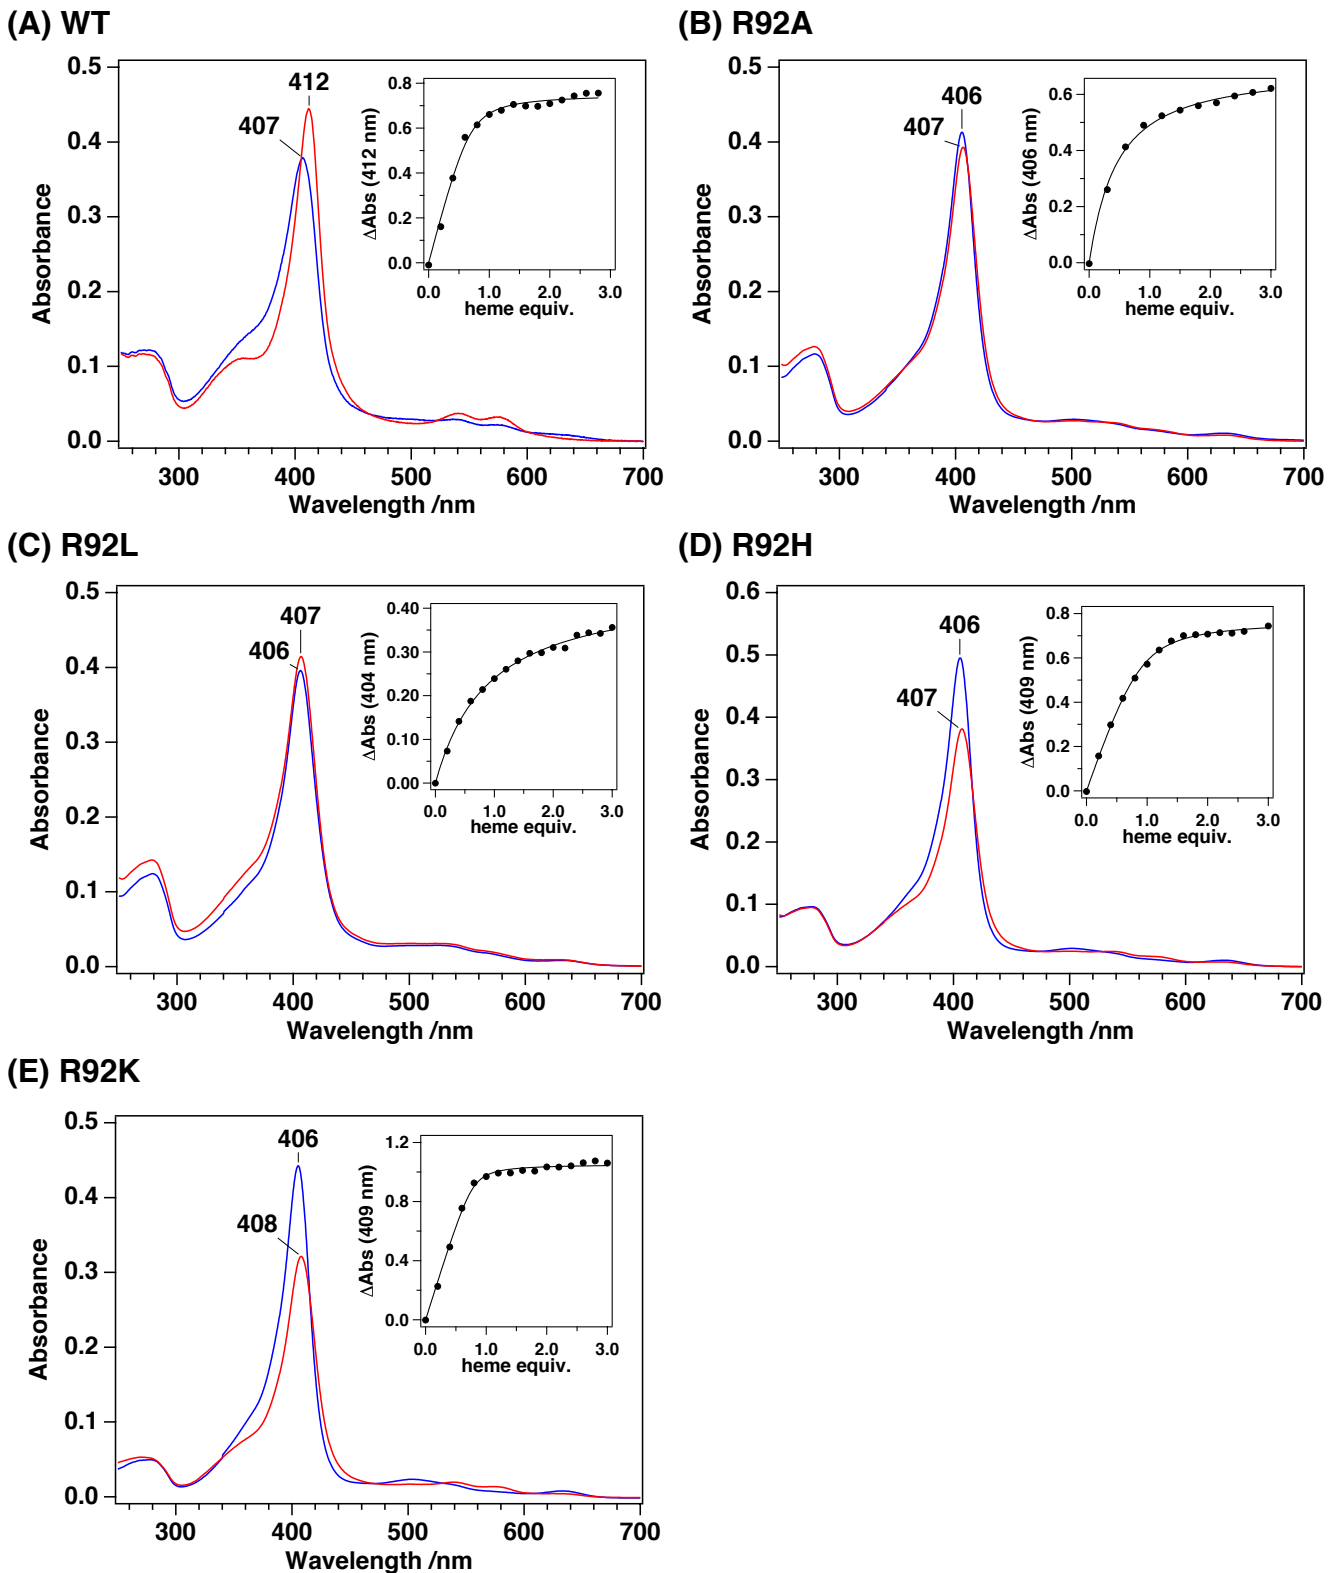 (A) WT
0.5
0.4
0.3
0.2
0.1
0.0
Absorbance
412
407
0.8
0.6
0.4
0.2
0.0
ΔAbs (412 nm)
0.0 1.0 2.0 3.0
heme equiv.
300 400 500 600 700
Wavelength /nm
(B) R92A
0.5
0.4
0.3
0.2
0.1
0.0
Absorbance
406
407
0.6
0.4
0.2
0.0
ΔAbs (406 nm)
0.0 1.0 2.0 3.0
heme equiv.
300 400 500 600 700
Wavelength /nm
(C) R92L
0.5
0.4
0.3
0.2
0.1
0.0
Absorbance
407
406
0.40
0.30
0.20
0.10
0.00
ΔAbs (404 nm)
0.0 1.0 2.0 3.0
heme equiv.
300 400 500 600 700
Wavelength /nm
(D) R92H
0.6
0.5
0.4
0.3
0.2
0.1
0.0
Absorbance
406
407
0.8
0.6
0.4
0.2
0.0
ΔAbs (409 nm)
0.0 1.0 2.0 3.0
heme equiv.
300 400 500 600 700
Wavelength /nm
(E) R92K
0.5
0.4
0.3
0.2
0.1
0.0
Absorbance
406
408
1.2
0.8
0.4
0.0
ΔAbs (409 nm)
0.0 1.0 2.0 3.0
heme equiv.
300 400 500 600 700
Wavelength /nm